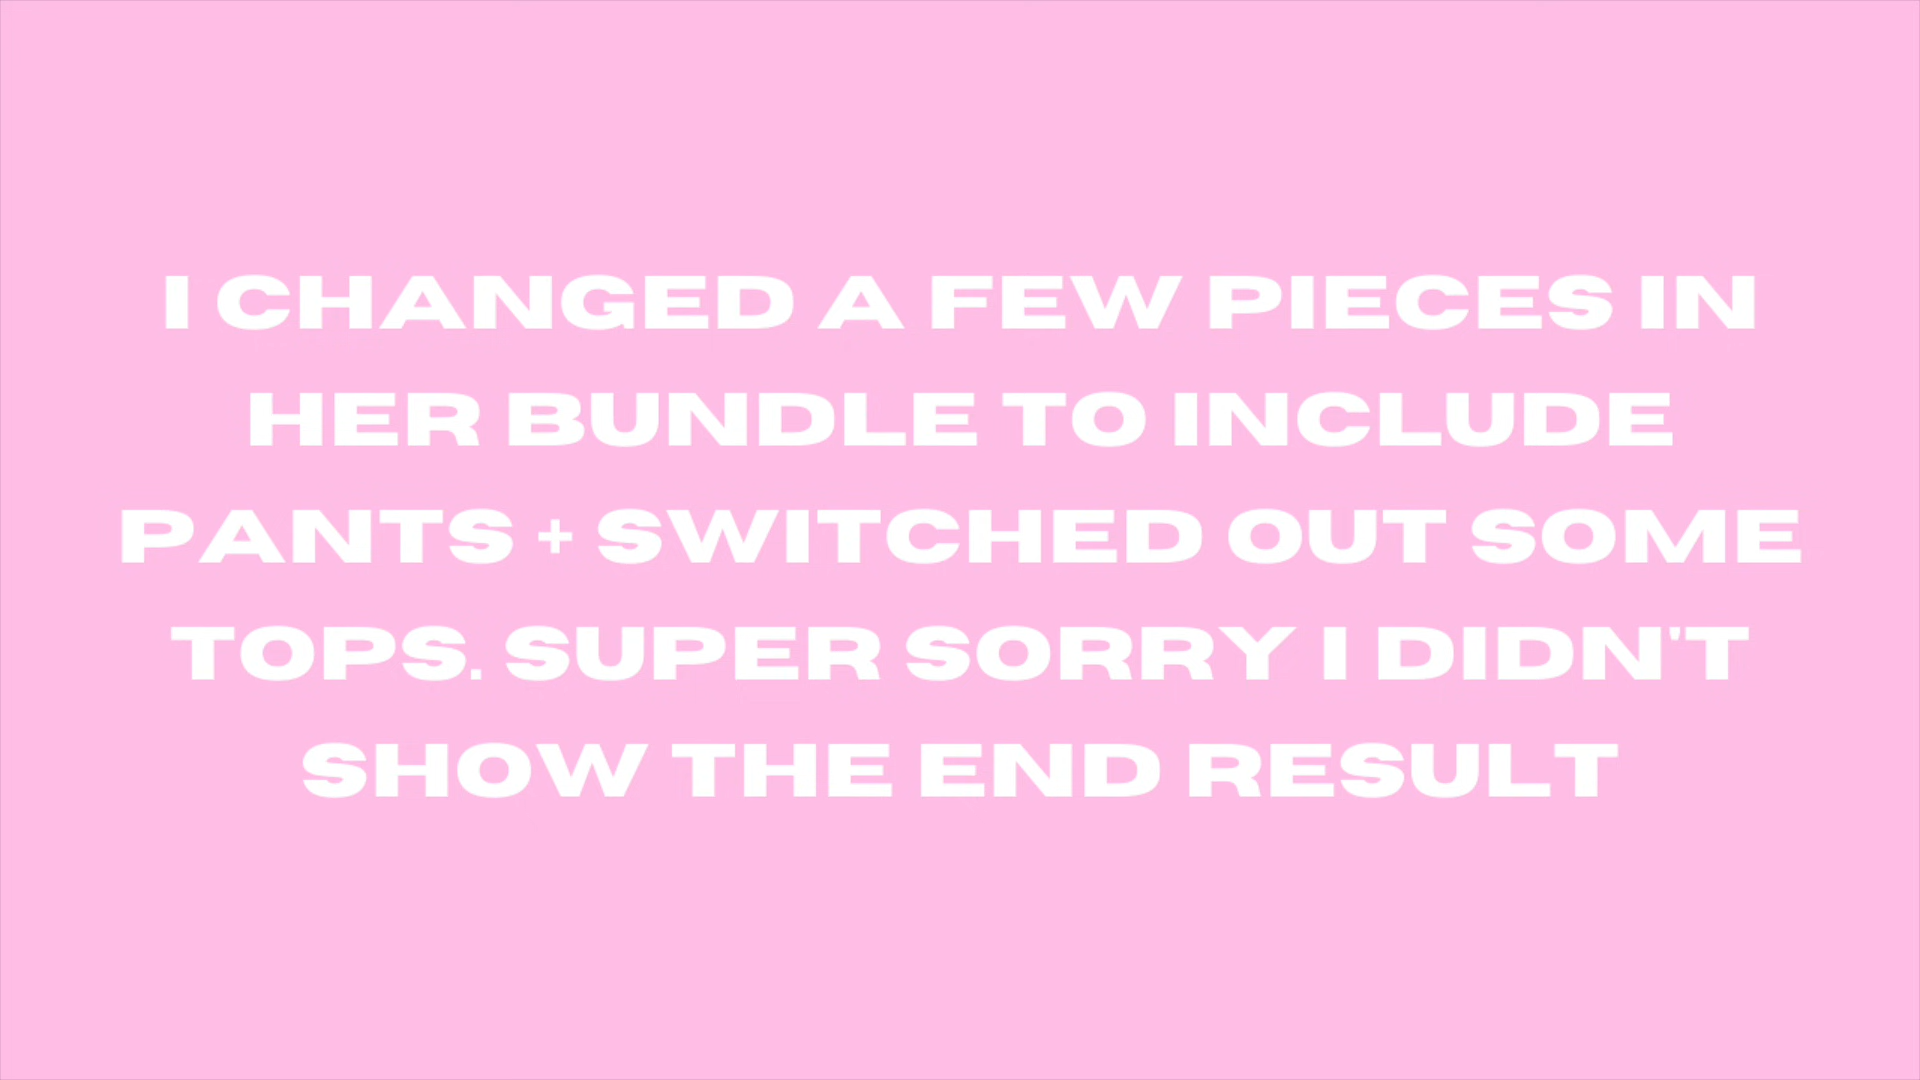 I CHANGED A FEW PIECES IN
HER BUNDLE TO INCLUDE
PANTS + SWITCHED OUT SOME
TOPS. SUPER SORRY I DIDN'T
SHOW THE END RESULT